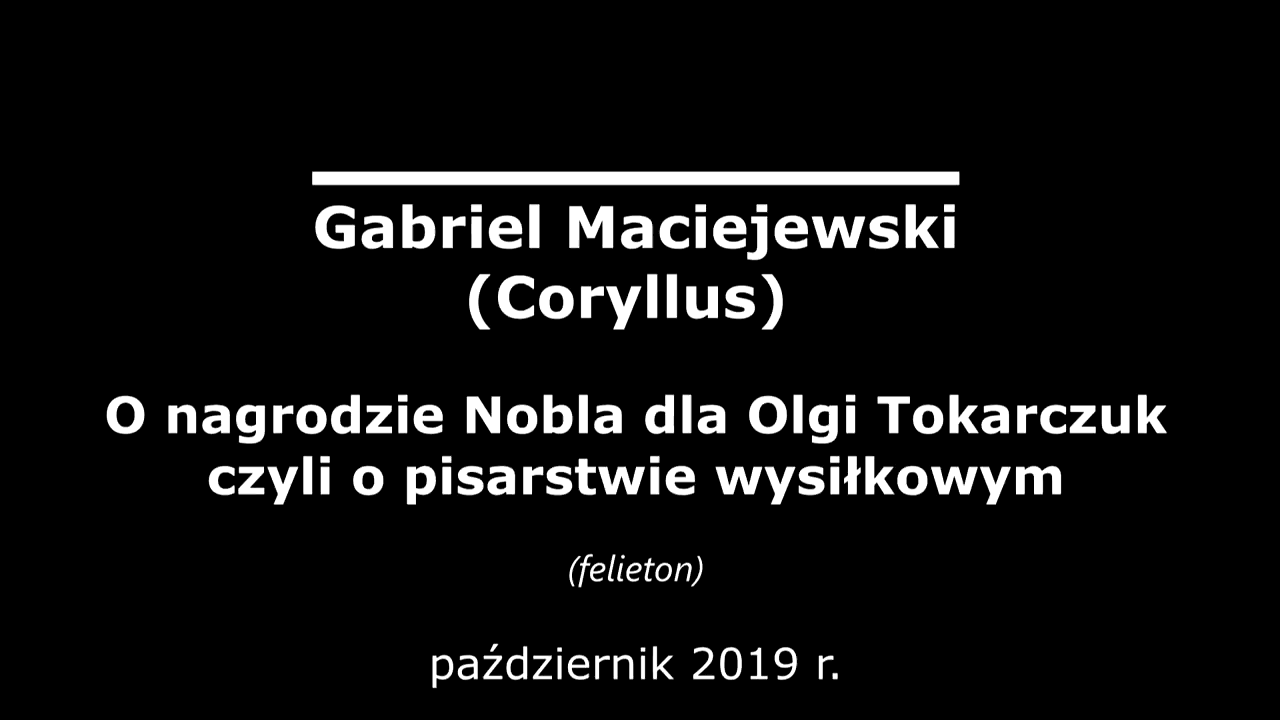 Gabriel Maciejewski
(Coryllus)
O nagrodzie Nobla dla Olgi Tokarczuk
czyli o pisarstwie wysiłkowym
(felieton)
październik 2019 r.